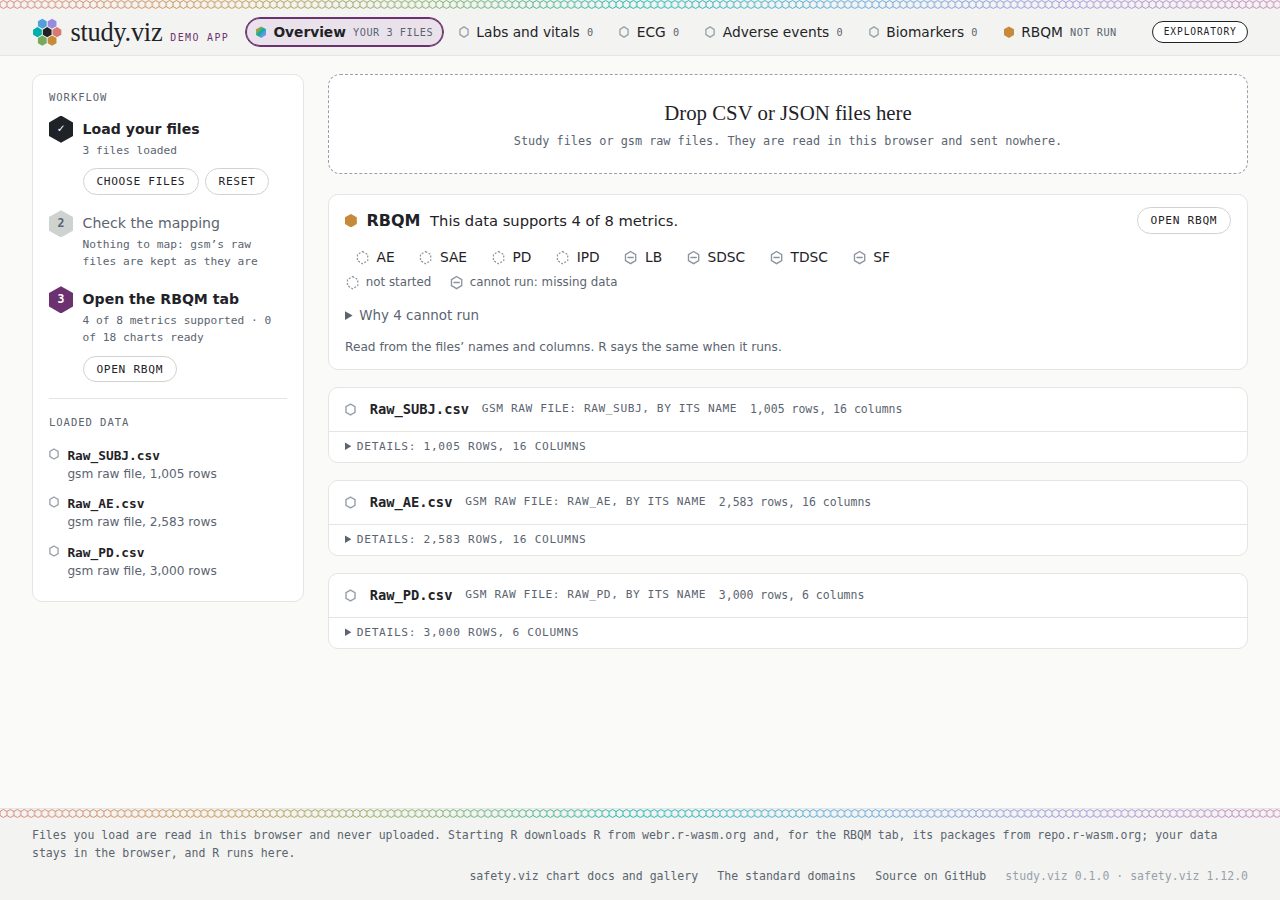 study.viz DEMO APP
Overview YOUR 3 FILES
Labs and vitals 0
ECG 0
Adverse events 0
Biomarkers 0
RBQM NOT RUN
EXPLORATORY
WORKFLOW
✓ Load your files
3 files loaded
CHOOSE FILES RESET
2 Check the mapping
Nothing to map: gsm’s raw
files are kept as they are
3 Open the RBQM tab
4 of 8 metrics supported · 0
of 18 charts ready
OPEN RBQM
LOADED DATA
Raw_SUBJ.csv
gsm raw file, 1,005 rows
Raw_AE.csv
gsm raw file, 2,583 rows
Raw_PD.csv
gsm raw file, 3,000 rows
Drop CSV or JSON files here
Study files or gsm raw files. They are read in this browser and sent nowhere.
RBQM This data supports 4 of 8 metrics. OPEN RBQM
AE SAE PD IPD LB SDSC TDSC SF
not started cannot run: missing data
▶ Why 4 cannot run
Read from the files’ names and columns. R says the same when it runs.
Raw_SUBJ.csv GSM RAW FILE: RAW_SUBJ, BY ITS NAME 1,005 rows, 16 columns
▶ DETAILS: 1,005 ROWS, 16 COLUMNS
Raw_AE.csv GSM RAW FILE: RAW_AE, BY ITS NAME 2,583 rows, 16 columns
▶ DETAILS: 2,583 ROWS, 16 COLUMNS
Raw_PD.csv GSM RAW FILE: RAW_PD, BY ITS NAME 3,000 rows, 6 columns
▶ DETAILS: 3,000 ROWS, 6 COLUMNS
Files you load are read in this browser and never uploaded. Starting R downloads R from webr.r-wasm.org and, for the RBQM tab, its packages from repo.r-wasm.org; your data
stays in the browser, and R runs here.
safety.viz chart docs and gallery The standard domains Source on GitHub study.viz 0.1.0 · safety.viz 1.12.0